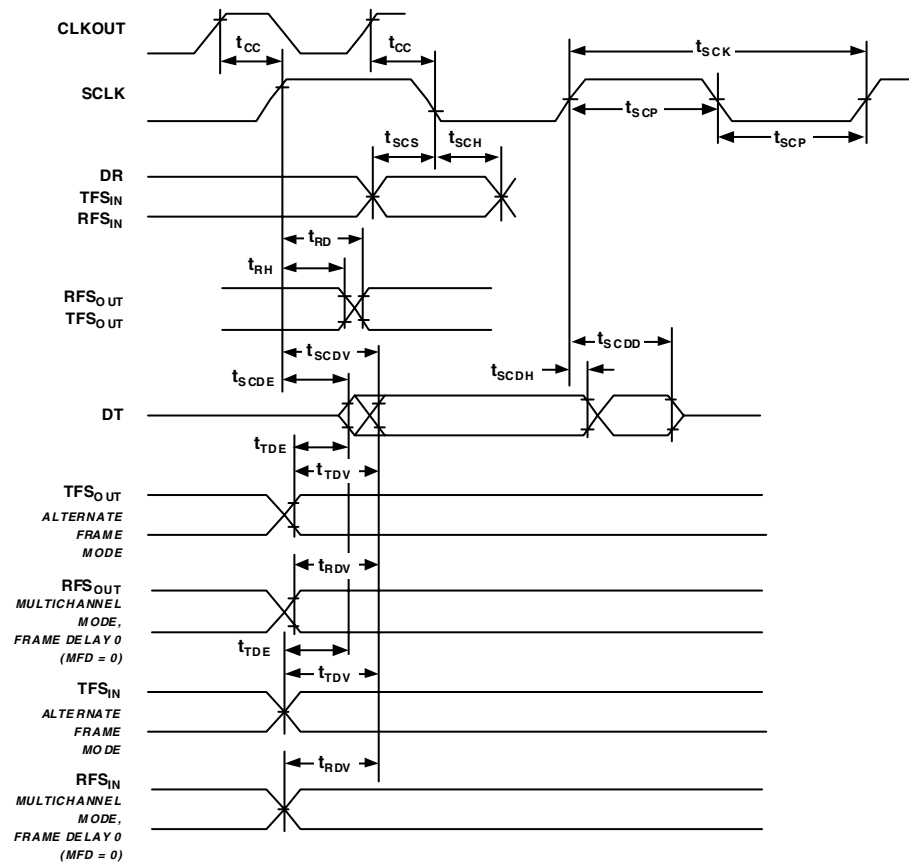 CLKOUT
tCC
tCC
tSCK
SCLK
tSCP
tSCP
tSCS
tSCH
DR
TFSIN
RFSIN
tRD
tRH
RFSOUT
TFSOUT
tSCDV
tSCDE
tSCDD
tSCDH
DT
tTDE
tTDV
TFSOUT
ALTERNATE
FRAME
MODE
tRDV
RFSOUT
MULTICHANNEL
MODE,
FRAME DELAY 0
(MFD = 0)
tTDE
tTDV
TFSIN
ALTERNATE
FRAME
MODE
tRDV
RFSIN
MULTICHANNEL
MODE,
FRAME DELAY 0
(MFD = 0)